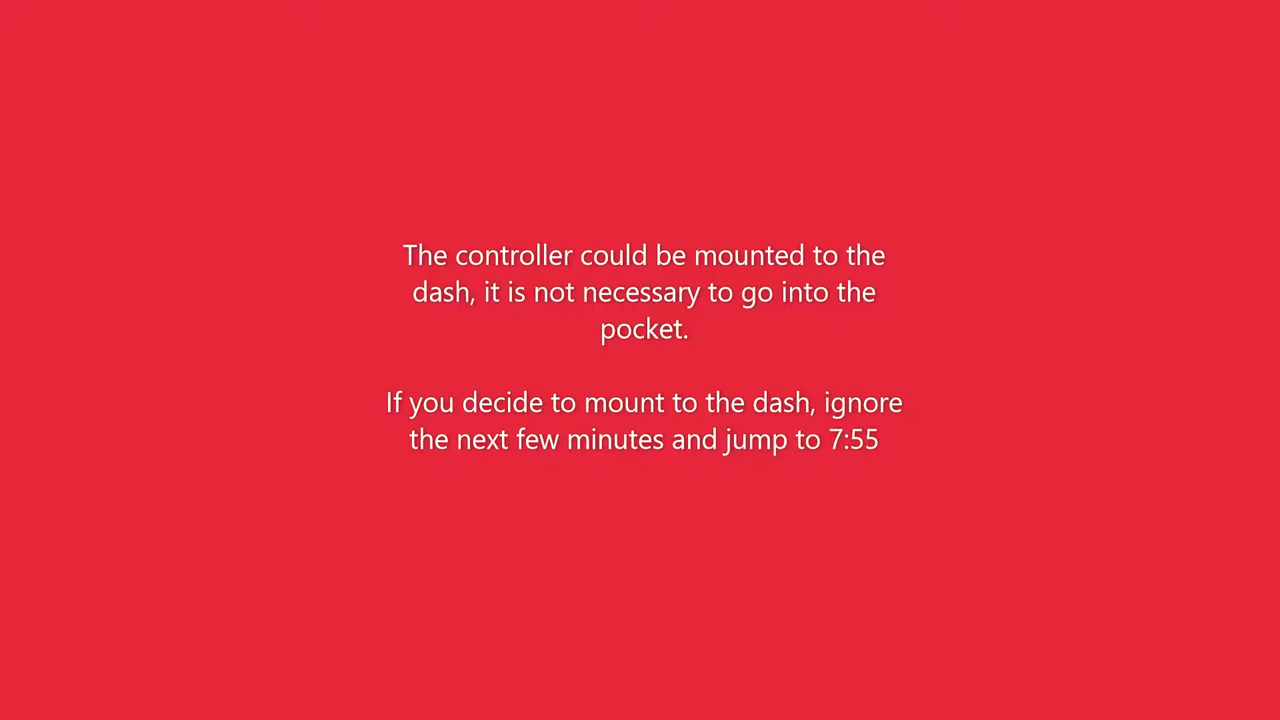 The controller could be mounted to the
dash, it is not necessary to go into the
pocket.
If you decide to mount to the dash, ignore
the next few minutes and jump to 7:55